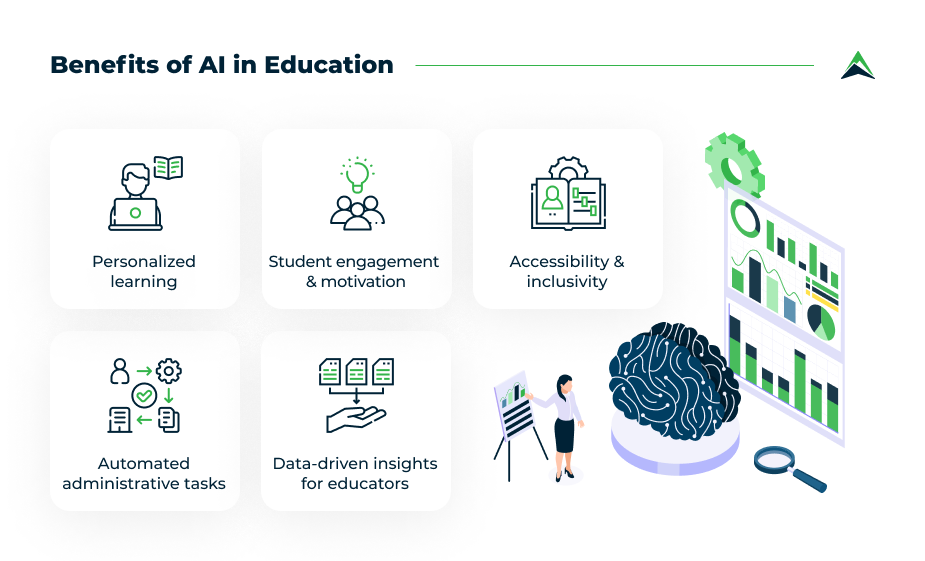 Benefits of AI in Education
Personalized
learning
Student engagement
& motivation
Accessibility &
inclusivity
Automated
administrative tasks
Data-driven insights
for educators